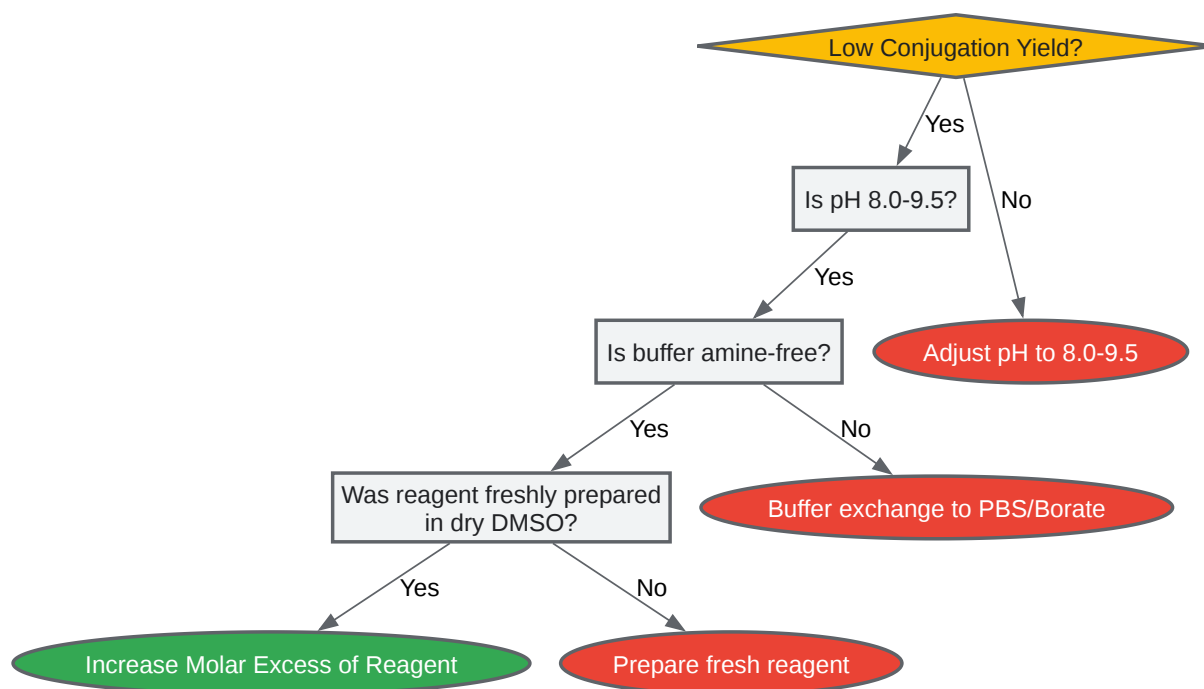 Low Conjugation Yield?
Yes
Is pH 8.0-9.5?
No
Yes
Is buffer amine-free?
Adjust pH to 8.0-9.5
Yes
No
Was reagent freshly prepared
in dry DMSO?
Buffer exchange to PBS/Borate
Yes
No
Increase Molar Excess of Reagent
Prepare fresh reagent